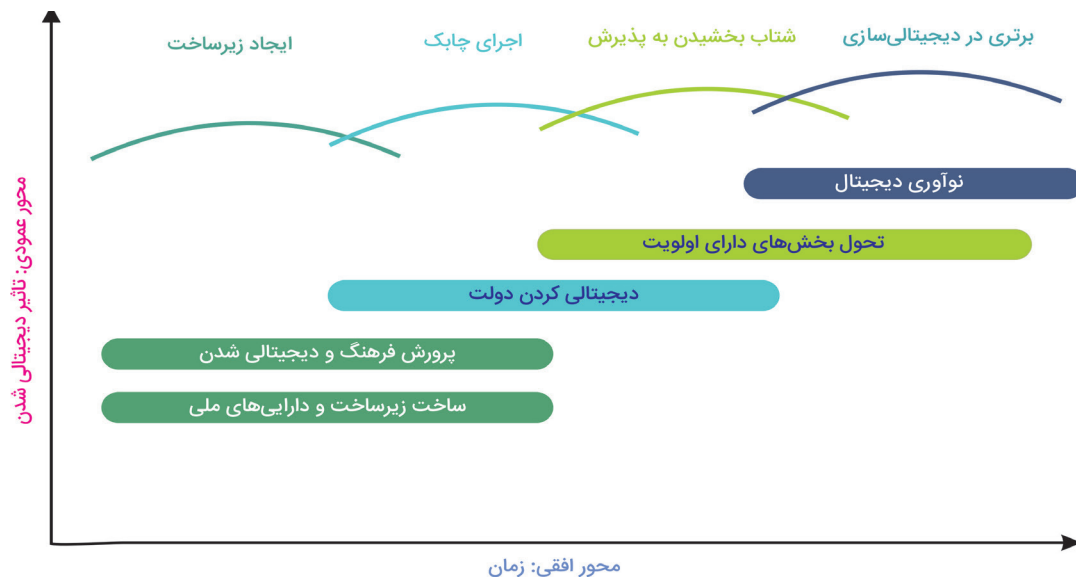 برتری در دیجیتالی‌سازی
شتاب بخشیدن به پذیرش
اجرای چابک
ایجاد زیرساخت
نوآوری دیجیتال
تحول بخش‌های دارای اولویت
دیجیتالی کردن دولت
پرورش فرهنگ و دیجیتالی شدن
ساخت زیرساخت و دارایی‌های ملی
محور عمودی: تاثیر دیجیتالی شدن
محور افقی: زمان